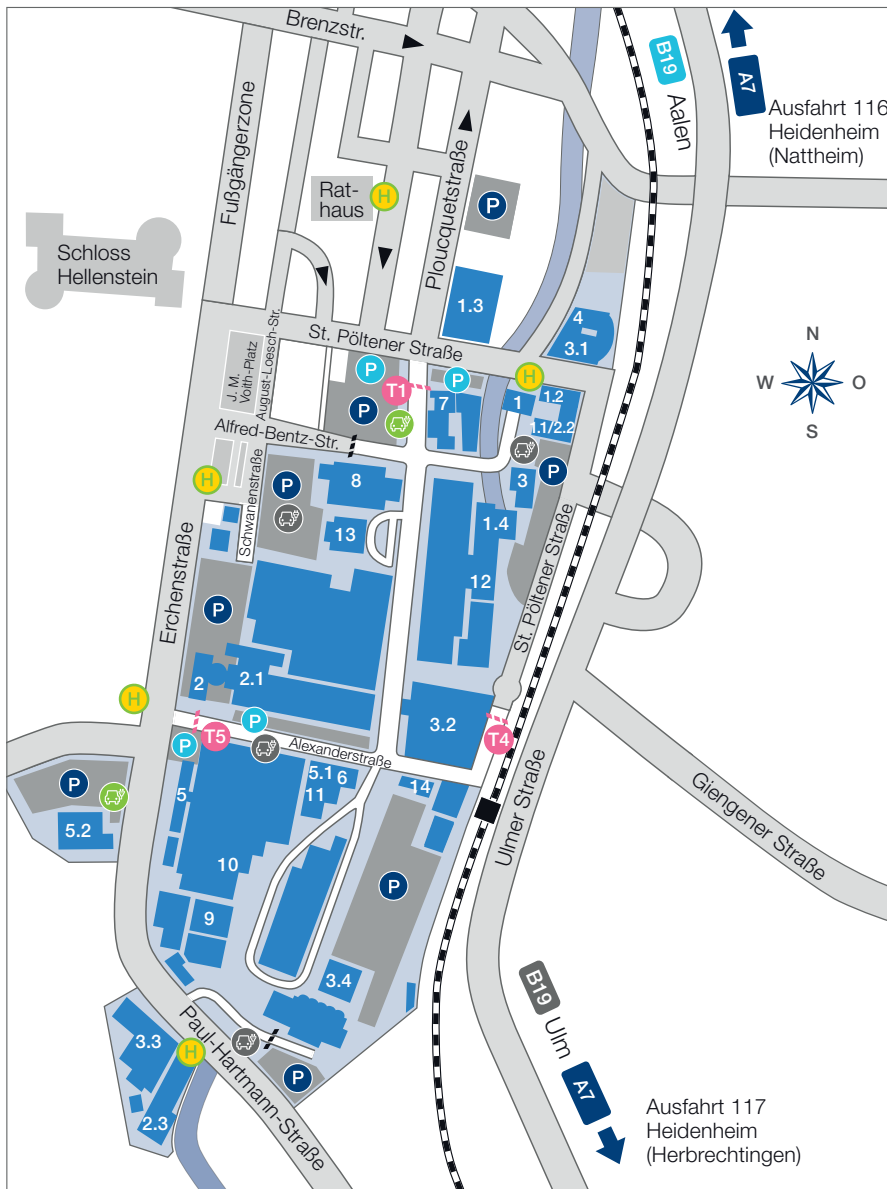 Brenzstr.
B19
A7
Aalen
Ausfahrt 116
Heidenheim
(Nattheim)
Fußgängerzone
Rat-
haus
H
Ploucquetstraße
P
Schloss
Hellenstein
1.3
4
3.1
St. Pöltener Straße
J. M.
Voith-Platz
August-Loesch-Str.
P
T1
P
H
P
7
1
1.2
1.1/2.2
N
W
O
S
Alfred-Bentz-Str.
H
Schwanenstraße
P
8
13
3
P
1.4
12
St. Pöltener Straße
Erchenstraße
P
2
2.1
H
P
T5
P
Alexanderstraße
3.2
T4
Ulmer Straße
Giengener Straße
P
5.2
5
5.1
6
11
14
10
P
9
3.4
3.3
H
2.3
P
Paul-Hartmann-Straße
B19
Ulm
A7
Ausfahrt 117
Heidenheim
(Herbrechtingen)